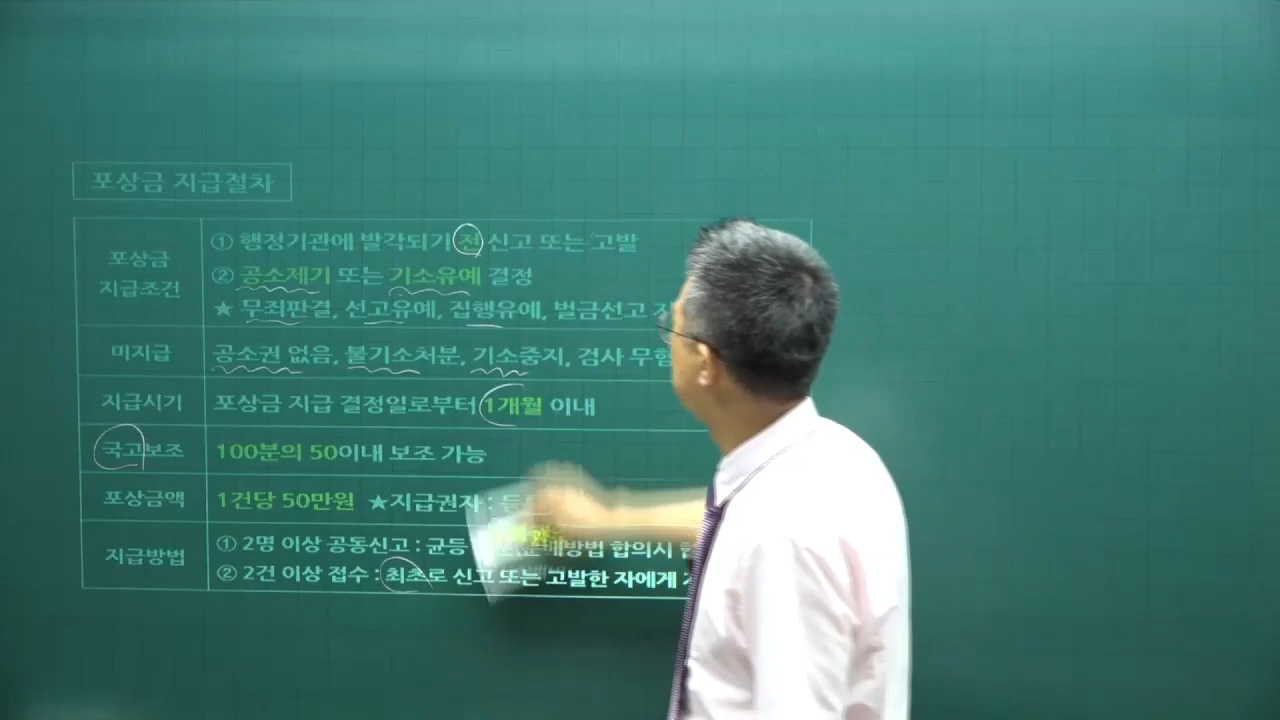 포상금 지급절차
포상금
지급조건
① 행정기관에 발각되기 전 신고 또는 고발
② 공소제기 또는 기소유예 결정
★ 무죄판결, 선고유예, 집행유예, 벌금선고
미지급
공소권 없음, 불기소처분, 기소중지, 검사
지급시기
포상금 지급 결정일로부터 1개월 이내
국고보조
100분의 50이내 보조 가능
포상금액
1건당 50만원 ★지급권자 :
지급방법
① 2명 이상 공동신고 : 균등 합의시
② 2건 이상 접수 : 최초로 신고 또는 고발한 자에게